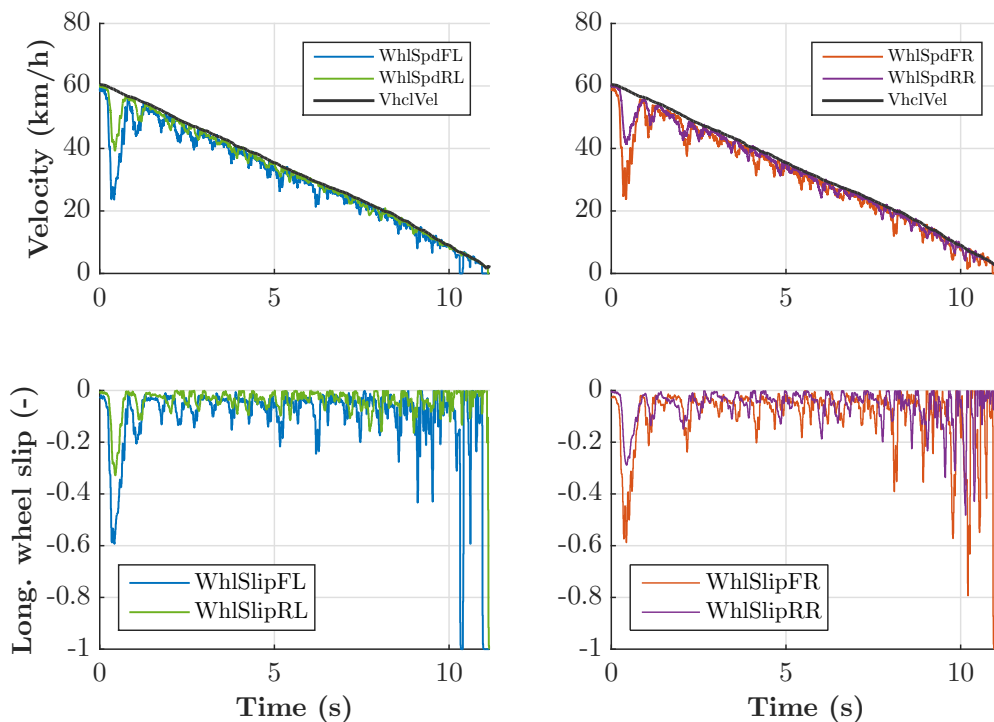 80
60
40
20
0
Velocity (km/h)
0 5 10
WhlSpdFL
WhlSpdRL
VhclVel
80
60
40
20
0
0 5 10
WhlSpdFR
WhlSpdRR
VhclVel
0
-0.2
-0.4
-0.6
-0.8
-1
Long. wheel slip (-)
WhlSlipFL
WhlSlipRL
0 5 10
Time (s)
0
-0.2
-0.4
-0.6
-0.8
-1
WhlSlipFR
WhlSlipRR
0 5 10
Time (s)